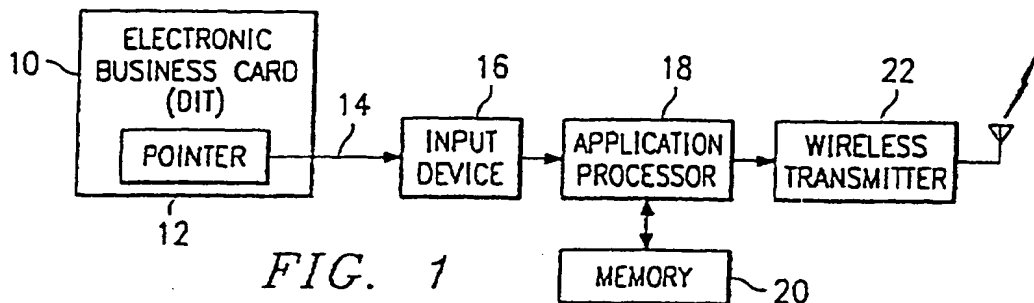 ELECTRONIC
BUSINESS CARD
(DIT)
POINTER
10
12
14
16
INPUT
DEVICE
18
APPLICATION
PROCESSOR
22
WIRELESS
TRANSMITTER
MEMORY
20
FIG. 1